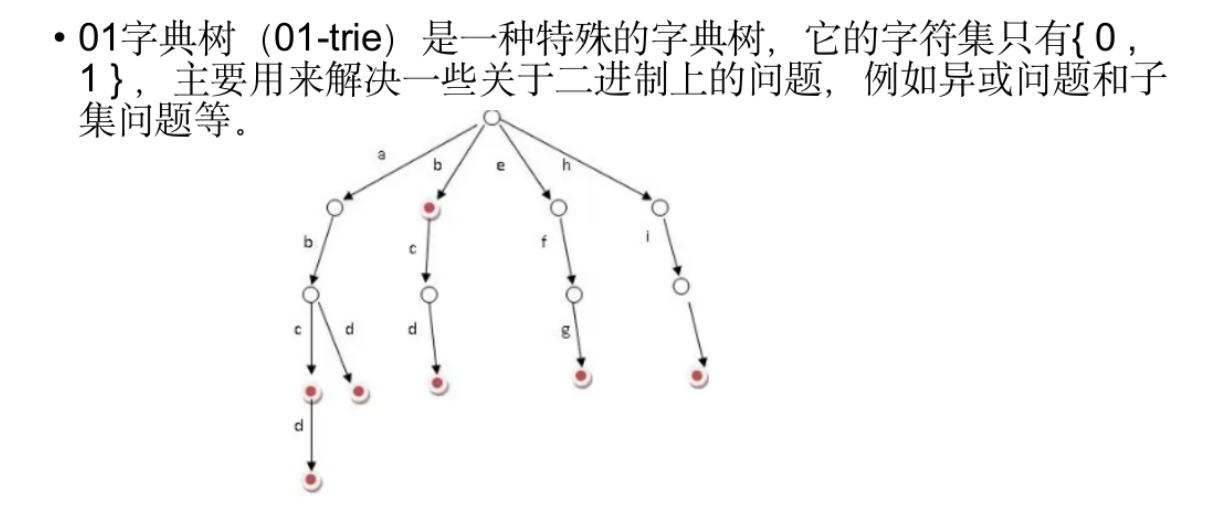 • 01字典树（01-trie）是一种特殊的字典树，它的字符集只有{ 0 ,
1 } ，主要用来解决一些关于二进制上的问题，例如异或问题和子
集问题等。
a
b
e
h
b
c
f
i
c
d
d
g
d